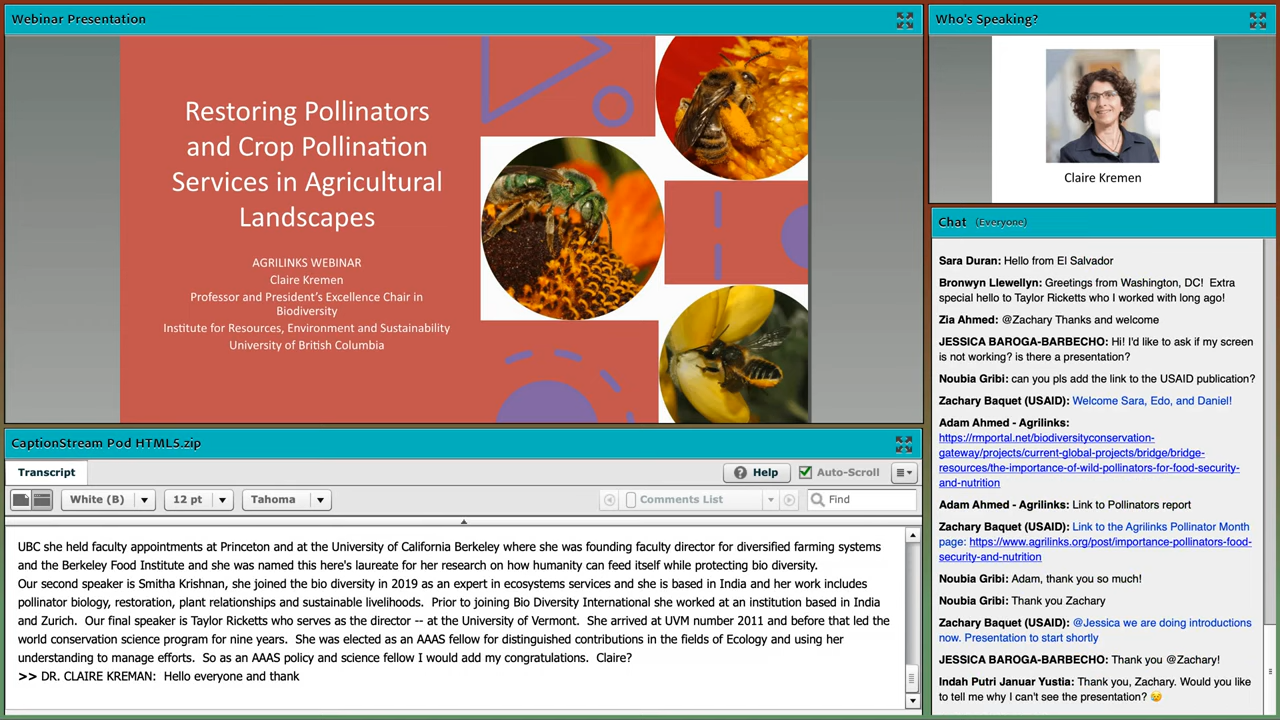 Webinar Presentation
Restoring Pollinators
and Crop Pollination
Services in Agricultural
Landscapes
AGRILINKS WEBINAR
Claire Kremen
Professor and President's Excellence Chair in
Biodiversity
Institute for Resources, Environment and Sustainability
University of British Columbia
Who's Speaking?
Claire Kremen
Chat (Everyone)
Sara Duran: Hello from El Salvador
Bronwyn Llewellyn: Greetings from Washington, DC! Extra
special hello to Taylor Ricketts who I worked with long ago!
Zia Ahmed: @Zachary Thanks and welcome
JESSICA BAROGA-BARBECHO: Hi! I'd like to ask if my screen
is not working? is there a presentation?
Noubia Gribi: can you pls add the link to the USAID publication?
Zachary Baquet (USAID): Welcome Sara, Edo, and Daniel!
Adam Ahmed - Agrilinks:
https://rmportal.net/biodiversityconservation-
gateway/projects/current-global-projects/bridge/bridge-
resources/the-importance-of-wild-pollinators-for-food-security-
and-nutrition
Adam Ahmed - Agrilinks: Link to Pollinators report
Zachary Baquet (USAID): Link to the Agrilinks Pollinator Month
page: https://www.agrilinks.org/post/importance-pollinators-food-
security-and-nutrition
Noubia Gribi: Adam, thank you so much!
Noubia Gribi: Thank you Zachary
Zachary Baquet (USAID): @Jessica we are doing introductions
now. Presentation to start shortly
JESSICA BAROGA-BARBECHO: Thank you @Zachary!
Indah Putri Januar Yustia: Thank you, Zachary. Would you like
to tell me why I can't see the presentation? 😥
CaptionStream Pod HTML5.zip
Transcript
Help
Auto-Scroll
White (B)
12 pt
Tahoma
Comments List
Find
UBC she held faculty appointments at Princeton and at the University of California Berkeley where she was founding faculty director for diversified farming systems
and the Berkeley Food Institute and she was named this here's laureate for her research on how humanity can feed itself while protecting bio diversity.
Our second speaker is Smitha Krishnan, she joined the bio diversity in 2019 as an expert in ecosystems services and she is based in India and her work includes
pollinator biology, restoration, plant relationships and sustainable livelihoods. Prior to joining Bio Diversity International she worked at an institution based in India
and Zurich. Our final speaker is Taylor Ricketts who serves as the director -- at the University of Vermont. She arrived at UVM number 2011 and before that led the
world conservation science program for nine years. She was elected as an AAAS fellow for distinguished contributions in the fields of Ecology and using her
understanding to manage efforts. So as an AAAS policy and science fellow I would add my congratulations. Claire?
>> DR. CLAIRE KREMAN: Hello everyone and thank